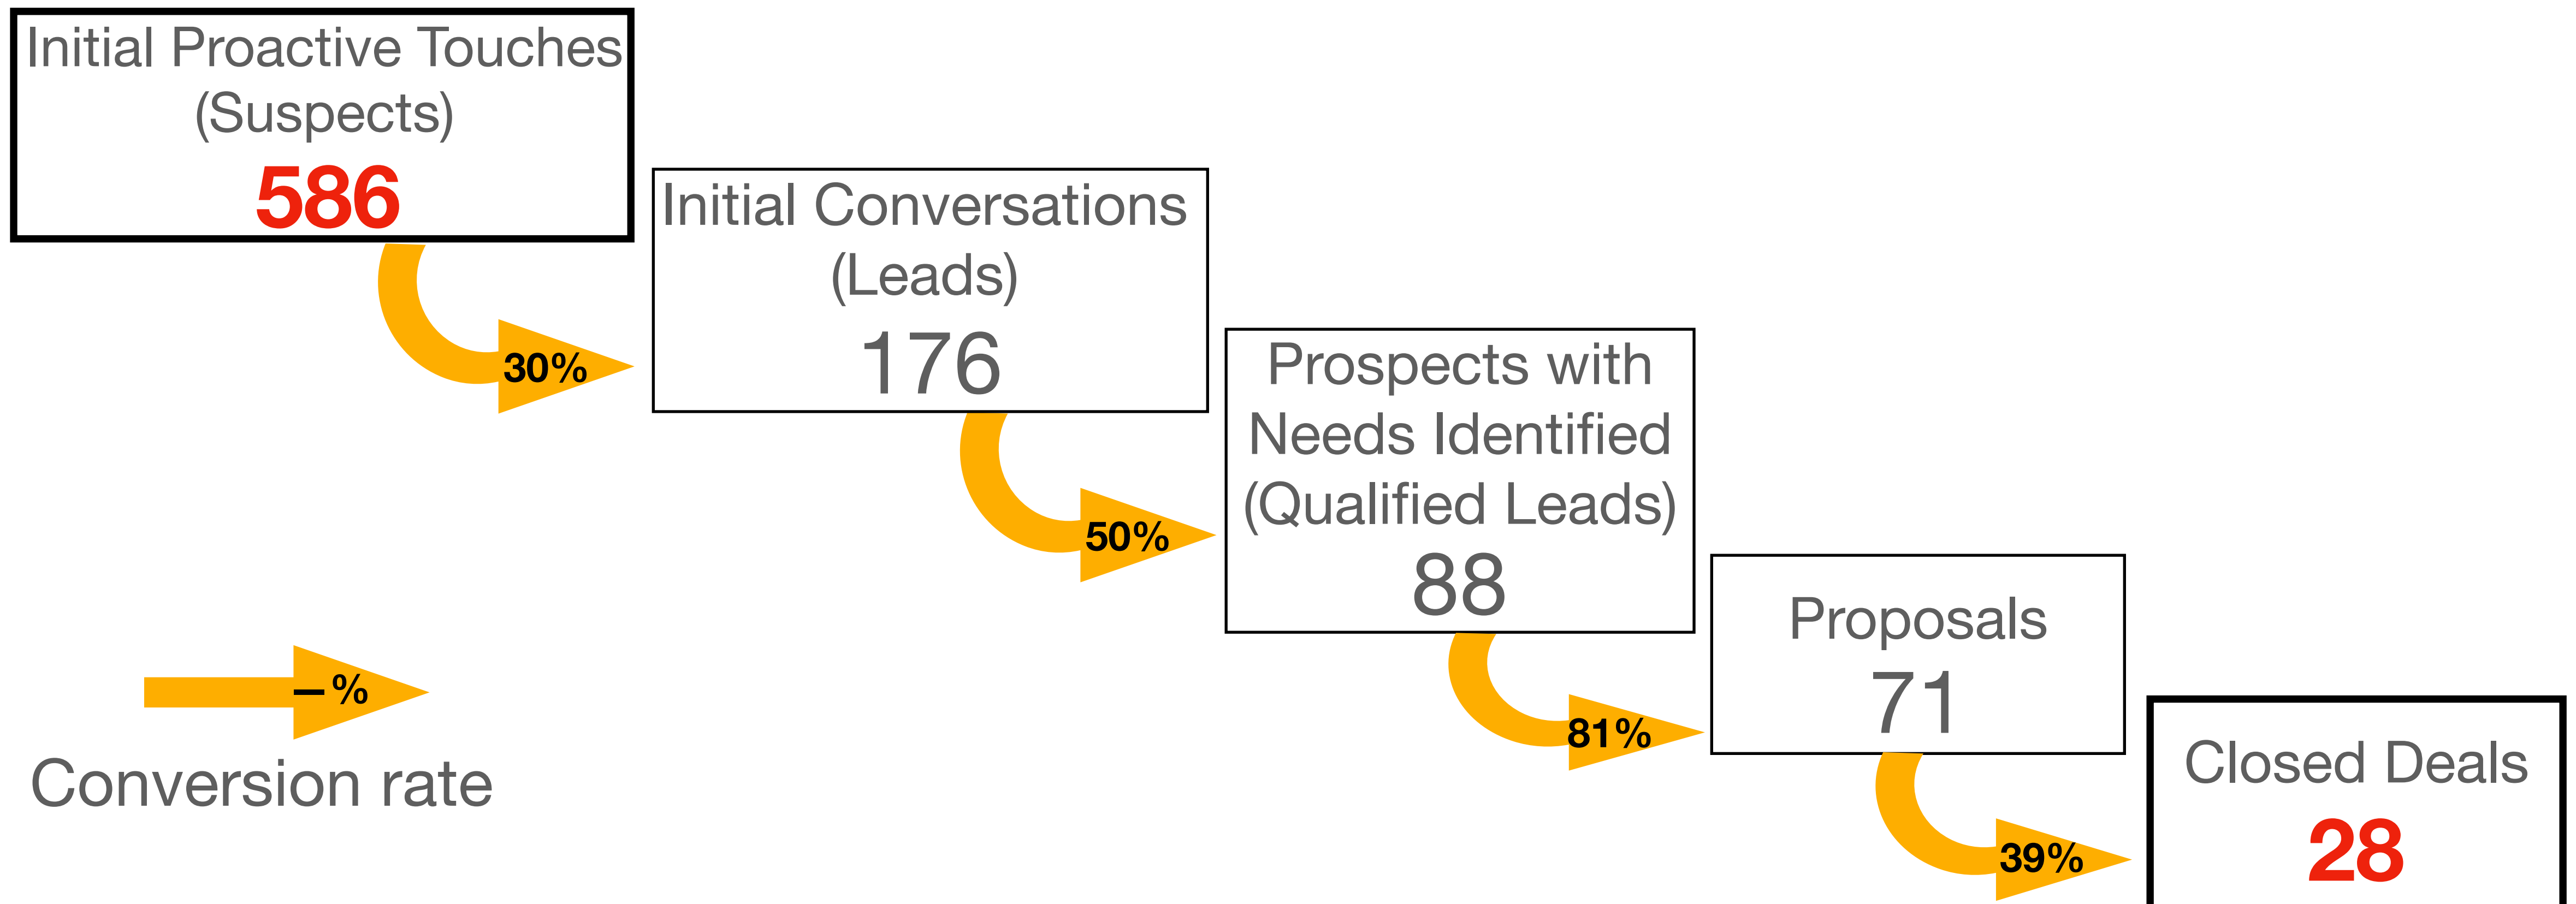 Initial Proactive Touches
(Suspects)
586
30%
Initial Conversations
(Leads)
176
50%
Prospects with
Needs Identified
(Qualified Leads)
88
81%
Proposals
71
39%
Closed Deals
28
–%
Conversion rate